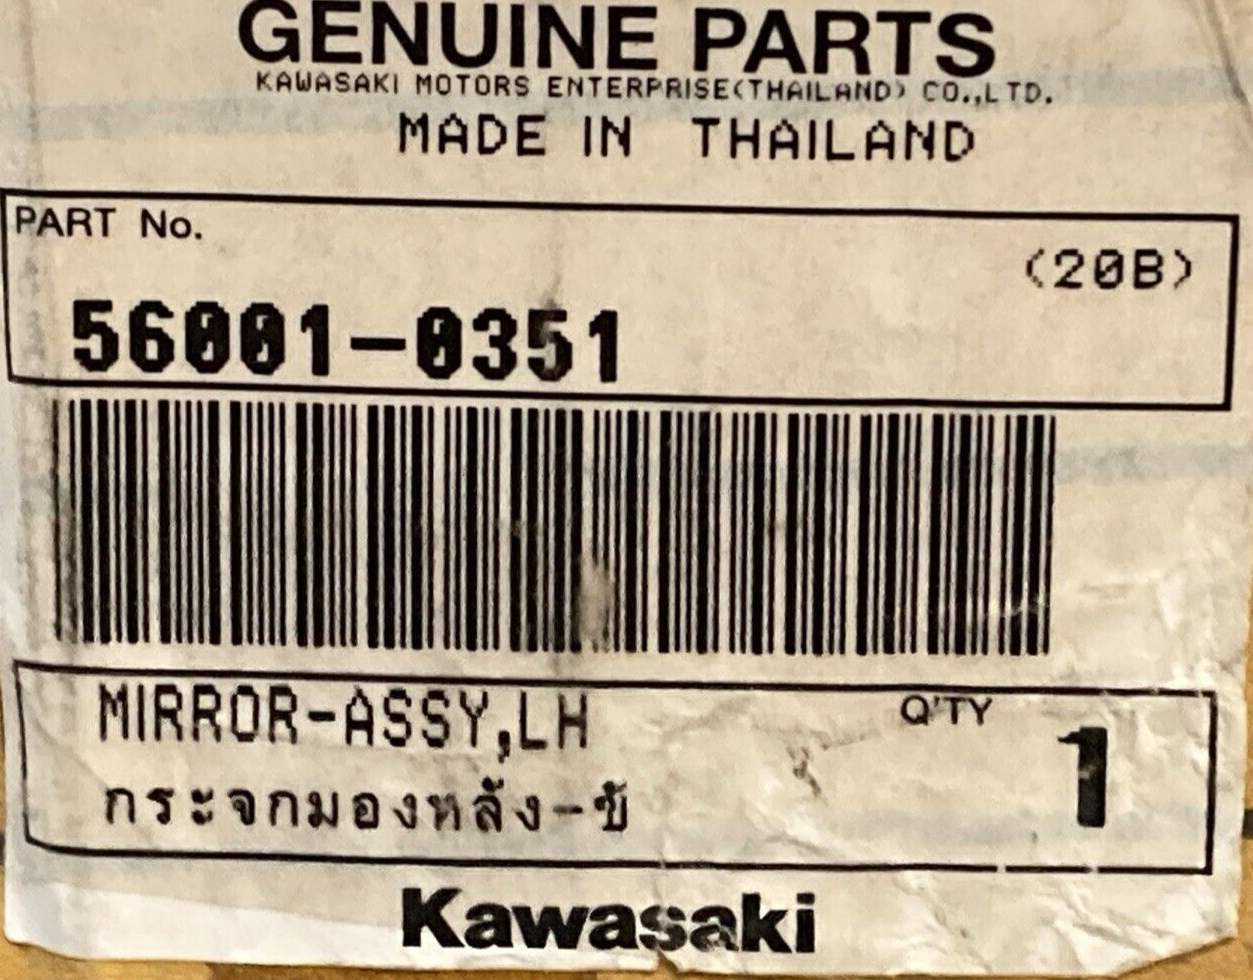 GENUINE PARTS
KAWASAKI MOTORS ENTERPRISE(THAILAND) CO.,LTD.
MADE IN THAILAND
PART No.
(20B)
56001-0351
MIRROR-ASSY,LH
Q'TY
1
กระจกมองหลัง-ข้
Kawasaki